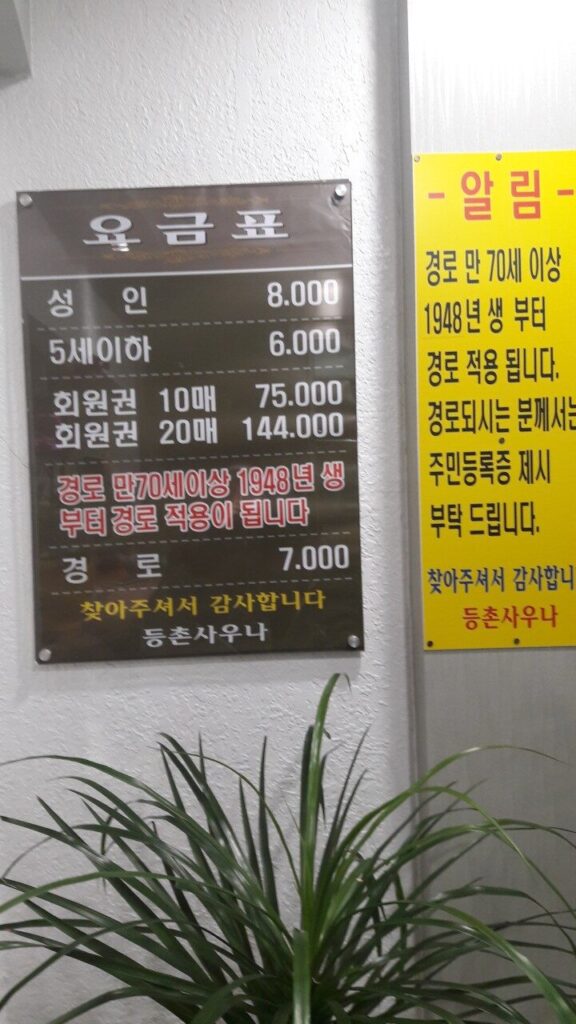 요금표
성 인 8.000
5세이하 6.000
회원권 10매 75.000
회원권 20매 144.000
경로 만70세이상 1948년 생
부터 경로 적용이 됩니다
경 로 7.000
찾아주셔서 감사합니다
등촌사우나
- 알 림 -
경로 만 70세 이상
1948년 생 부터
경로 적용 됩니다.
경로되시는 분께서는
주민등록증 제시
부탁 드립니다.
찾아주셔서 감사합니
등촌사우나